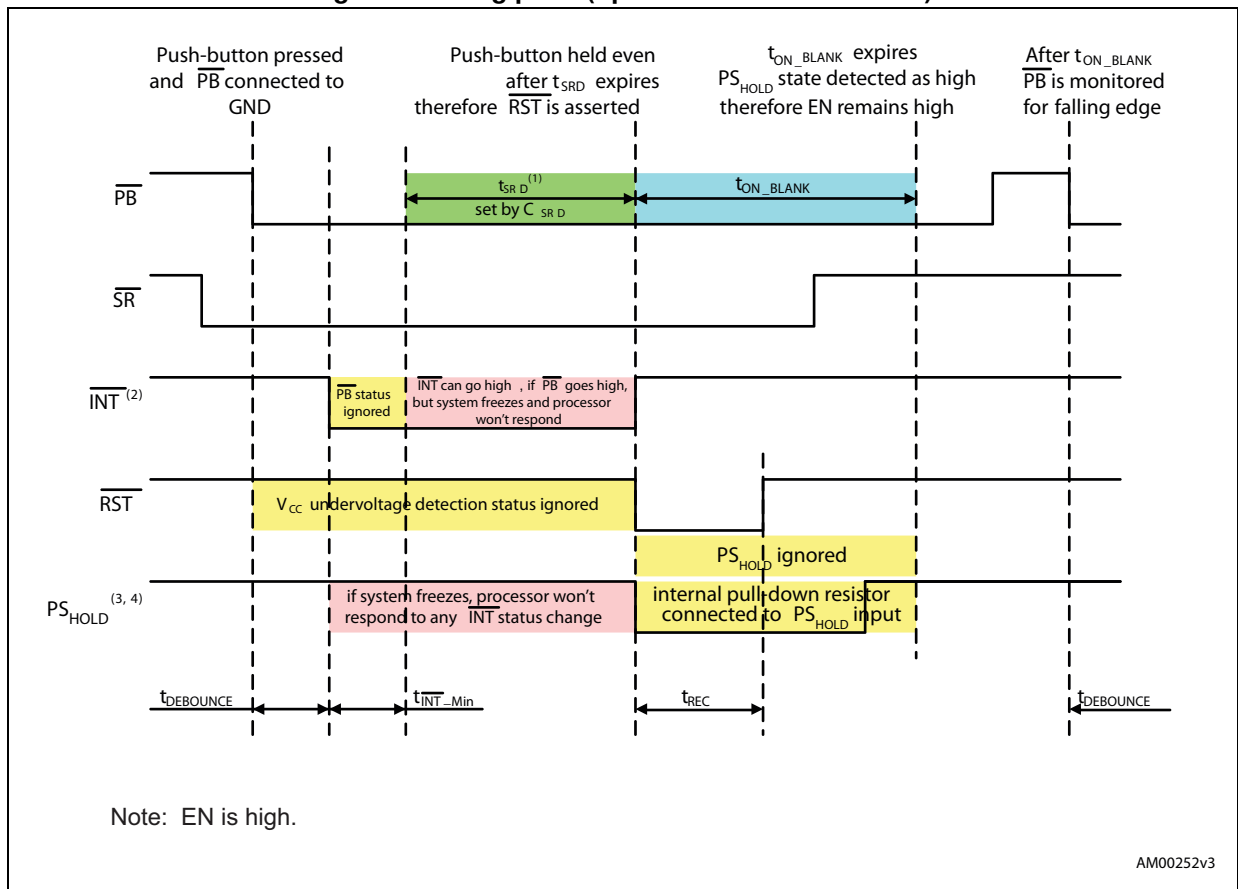 Push-button pressed
and PB connected to
GND
Push-button held even
after tSRD expires
therefore RST is asserted
tON_BLANK expires
PSHOLD state detected as high
therefore EN remains high
After tON_BLANK
PB is monitored
for falling edge
PB
tSR D(1)
set by C SR D
tON_BLANK
SR
INT (2)
PB status
ignored
INT can go high , if PB goes high,
but system freezes and processor
won't respond
RST
VCC undervoltage detection status ignored
PSHOLD ignored
PSHOLD (3, 4)
if system freezes, processor won't
respond to any INT status change
internal pull-down resistor
connected to PSHOLD input
tDEBOUNCE
tINT_Min
tREC
tDEBOUNCE
Note: EN is high.
AM00252v3